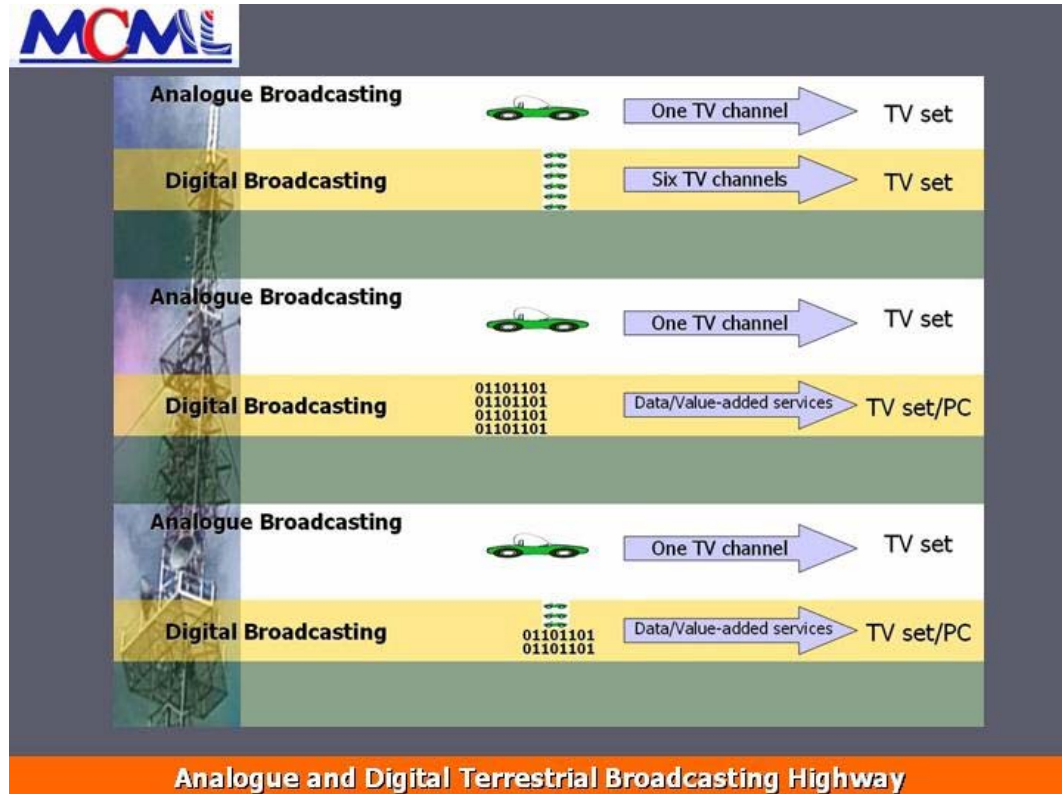 MCML
Analogue Broadcasting
One TV channel
TV set
Digital Broadcasting
Six TV channels
TV set
Analogue Broadcasting
One TV channel
TV set
Digital Broadcasting
01101101
01101101
01101101
01101101
Data/Value-added services
TV set/PC
Analogue Broadcasting
One TV channel
TV set
Digital Broadcasting
01101101
01101101
Data/Value-added services
TV set/PC
Analogue and Digital Terrestrial Broadcasting Highway